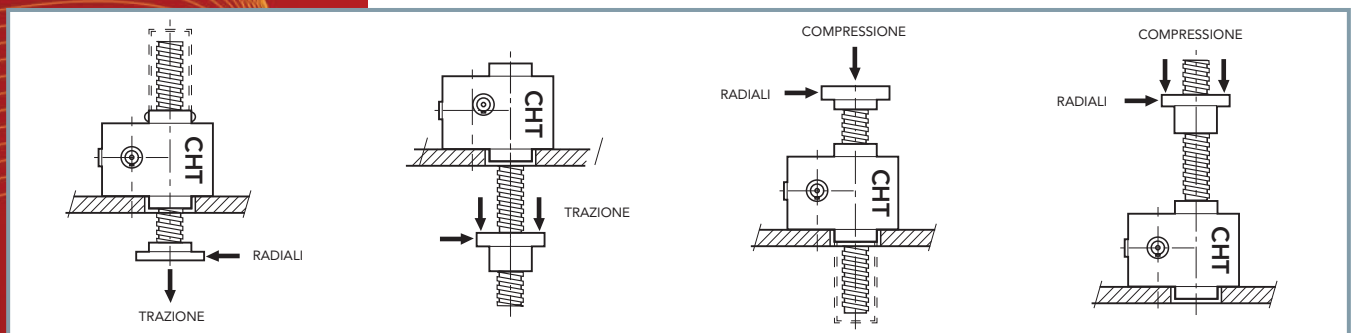 CHT
RADIALI
TRAZIONE
CHT
TRAZIONE
COMPRESSIONE
RADIALI
CHT
COMPRESSIONE
RADIALI
CHT